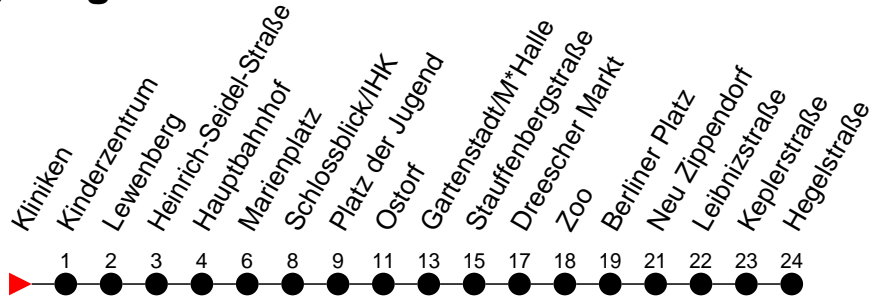 Kliniken
Kinderzentrum
Lewenberg
Heinrich-Seidel-Straße
Hauptbahnhof
Marienplatz
Schlossblick/IHK
Platz der Jugend
Ostorf
Gartenstadt/M*Halle
Stauffenbergstraße
Dreescher Markt
Zoo
Berliner Platz
Neu Zippendorf
Leibnizstraße
Keplerstraße
Hegelstraße
1 2 3 4 6 8 9 11 13 15 17 18 19 21 22 23 24